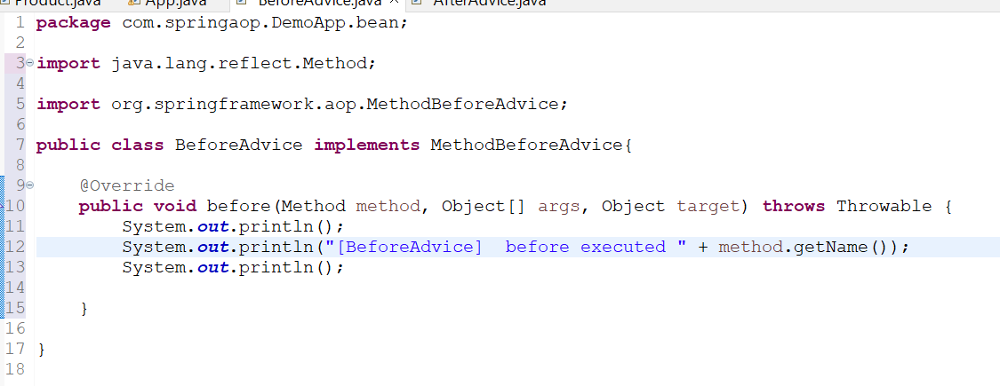 Product.java App.java BeforeAdvice.java AfterAdvice.java
1 package com.springaop.DemoApp.bean;
2
3 import java.lang.reflect.Method;
4
5 import org.springframework.aop.MethodBeforeAdvice;
6
7 public class BeforeAdvice implements MethodBeforeAdvice{
8
9 @Override
10 public void before(Method method, Object[] args, Object target) throws Throwable {
11 System.out.println();
12 System.out.println("[BeforeAdvice]  before executed " + method.getName());
13 System.out.println();
14
15 }
16
17 }
18